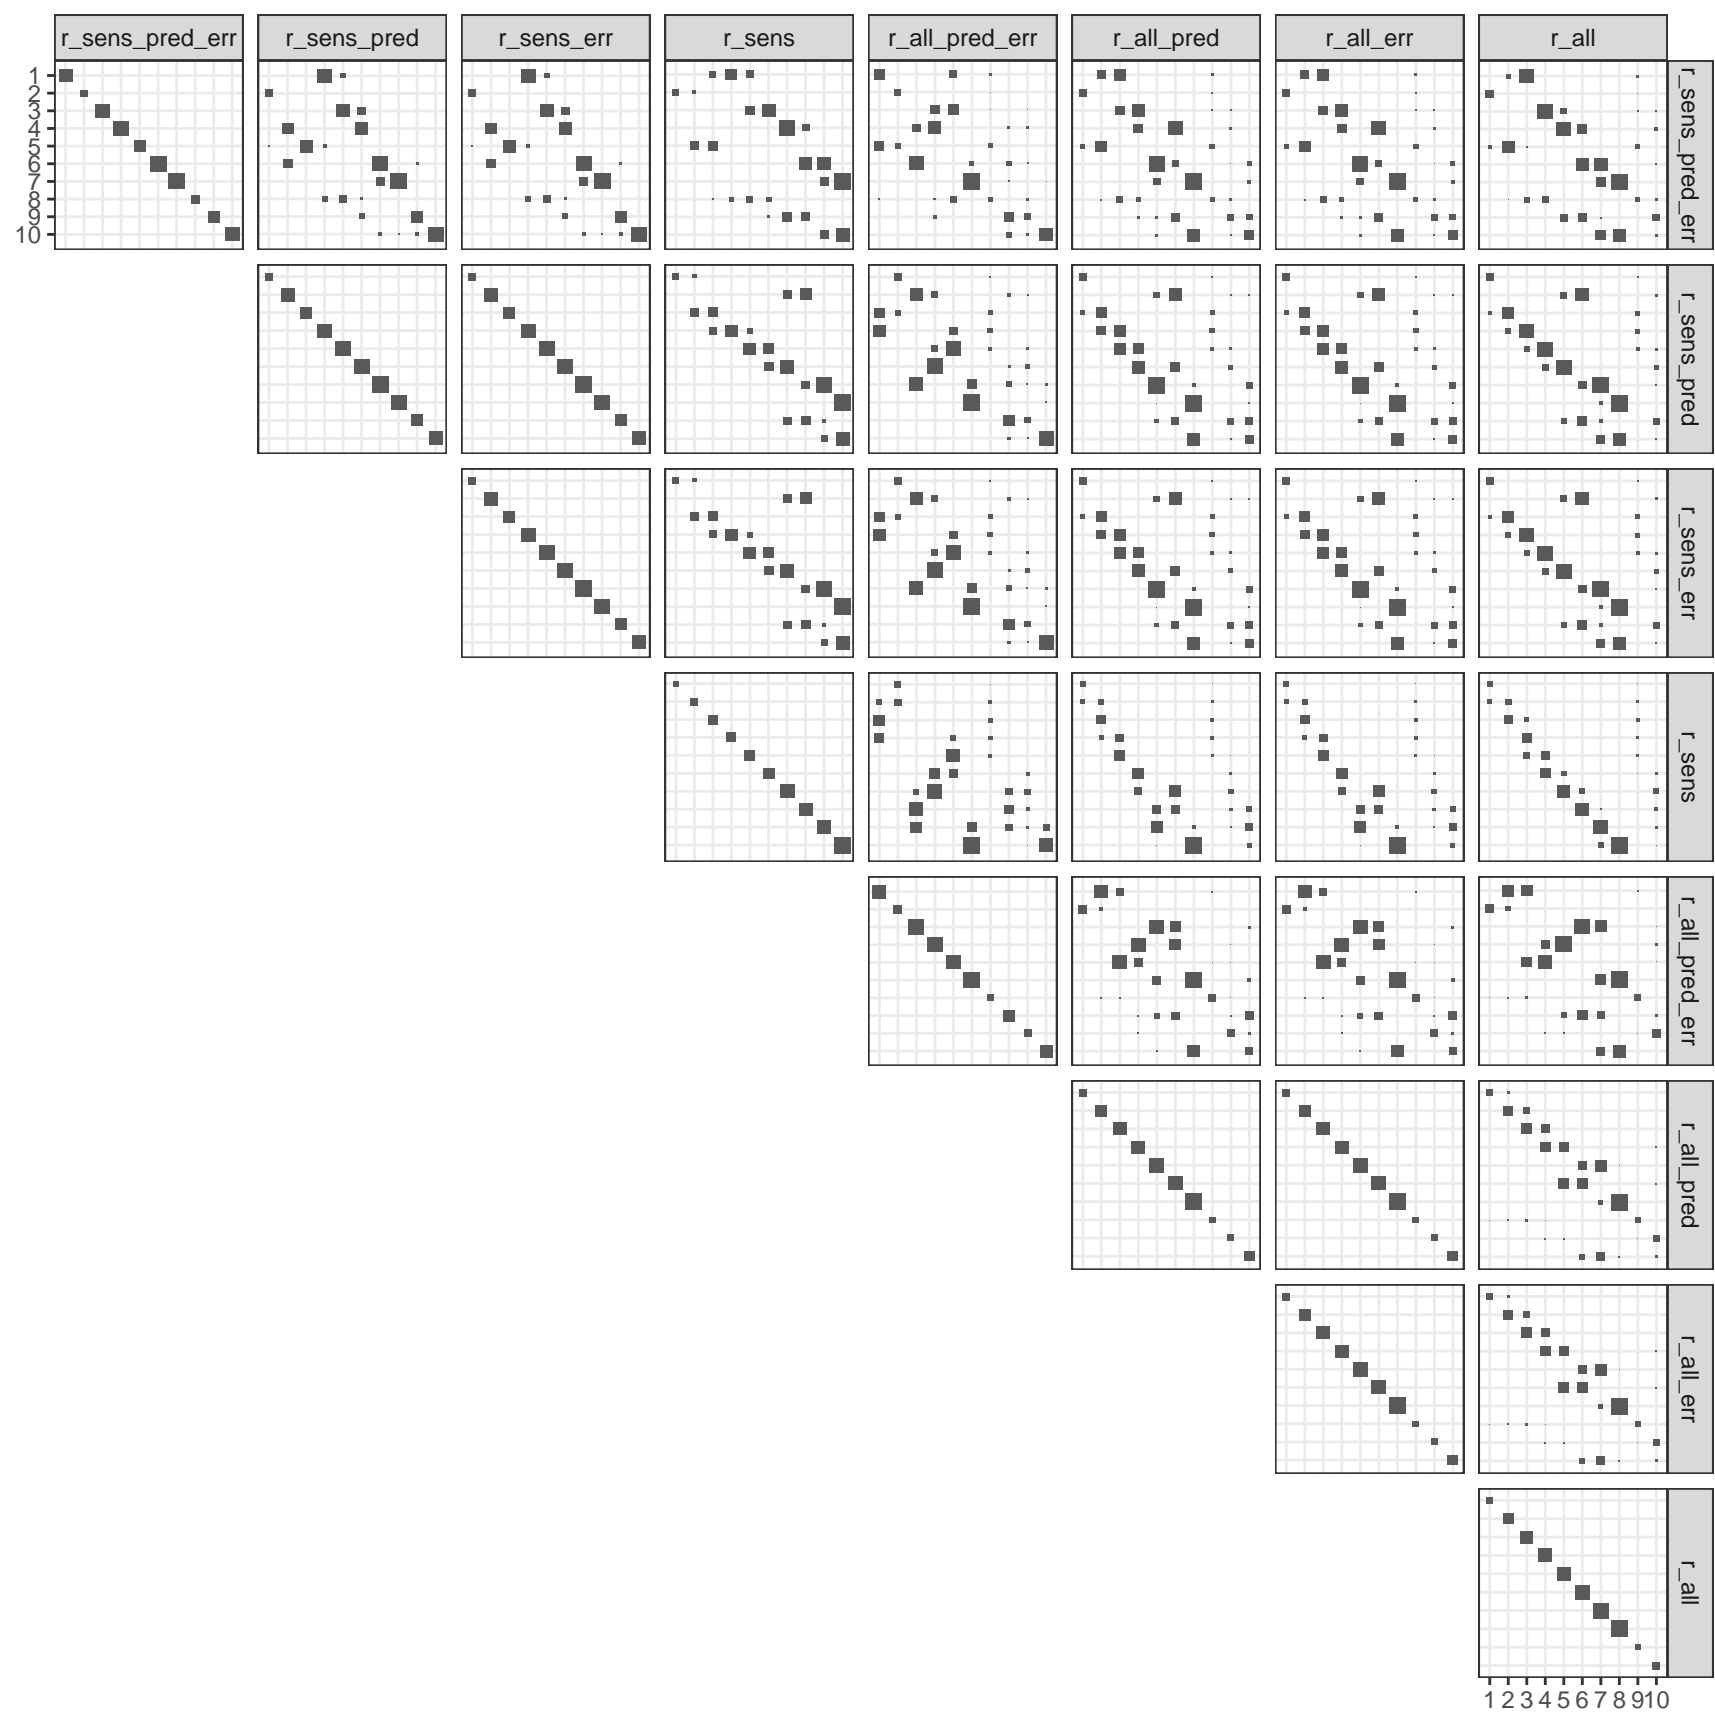 r_sens_pred_err r_sens_pred r_sens_err r_sens r_all_pred_err r_all_pred r_all_err r_all
1
2
3
4
5
6
7
8
9
10
r_sens_pred_err
r_sens_pred
r_sens_err
r_sens
r_all_pred_err
r_all_pred
r_all_err
r_all
1 2 3 4 5 6 7 8 9 10